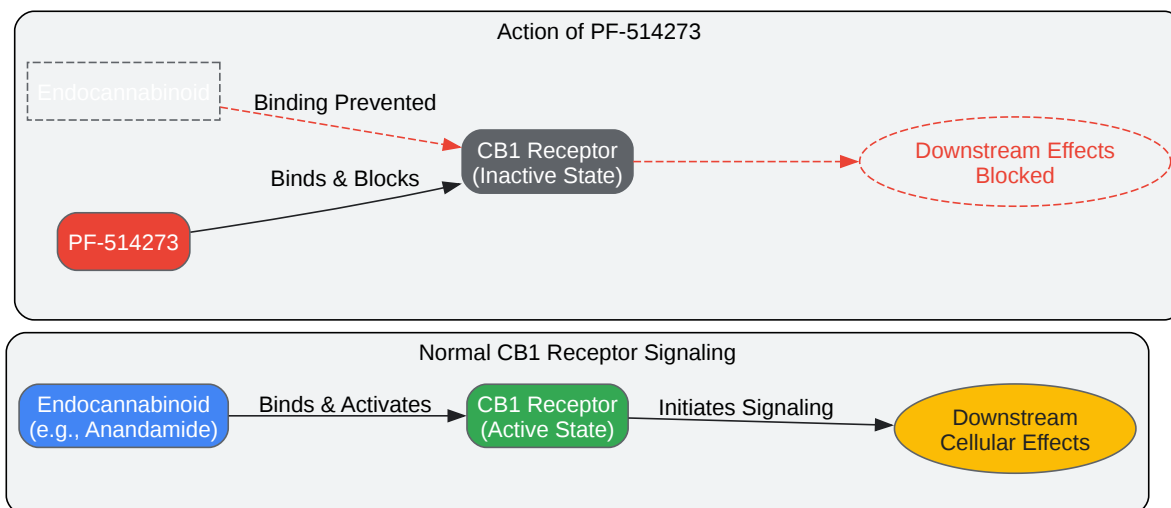 Action of PF-514273
Endocannabinoid
Binding Prevented
CB1 Receptor
(Inactive State)
Downstream Effects
Blocked
Binds & Blocks
PF-514273
Normal CB1 Receptor Signaling
Endocannabinoid
(e.g., Anandamide)
Binds & Activates
CB1 Receptor
(Active State)
Initiates Signaling
Downstream
Cellular Effects